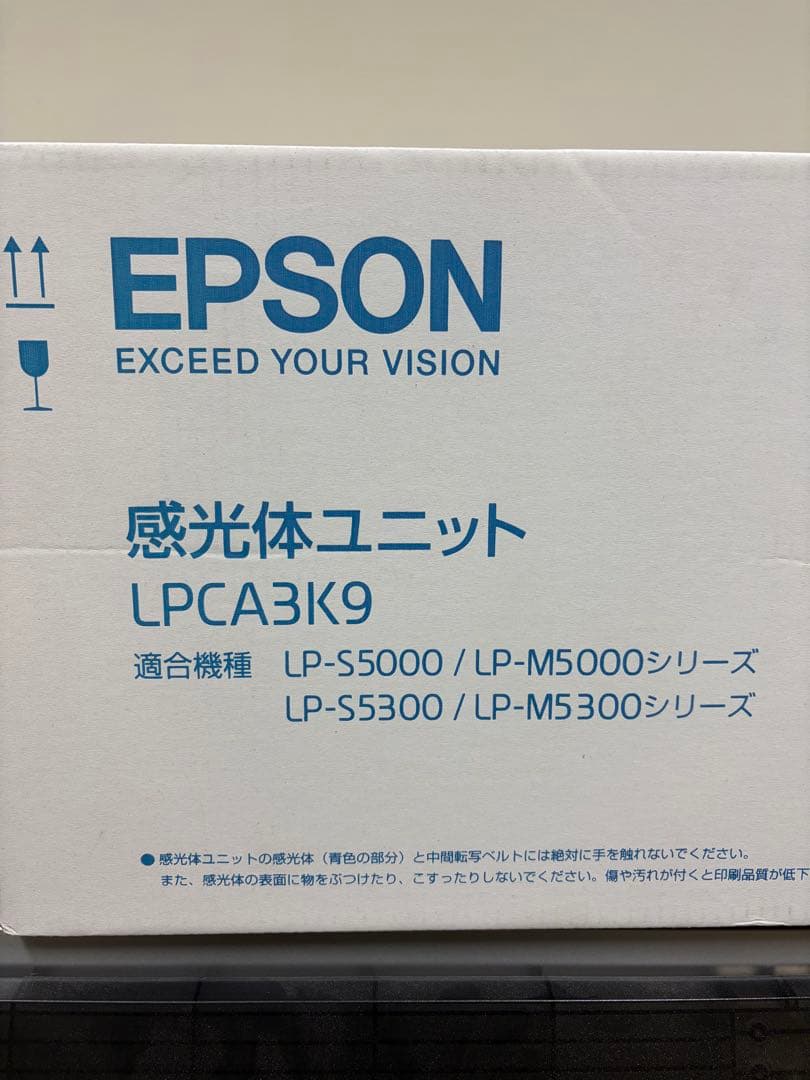 EPSON
EXCEED YOUR VISION
感光体ユニット
LPCA3K9
適合機種 LP-S5000 / LP-M5000シリーズ
LP-S5300 / LP-M5300シリーズ
●感光体ユニットの感光体（青色の部分）と中間転写ベルトには絶対に手を触れないでください。
また、感光体の表面に物をぶつけたり、こすったりしないでください。傷や汚れが付くと印刷品質が低下